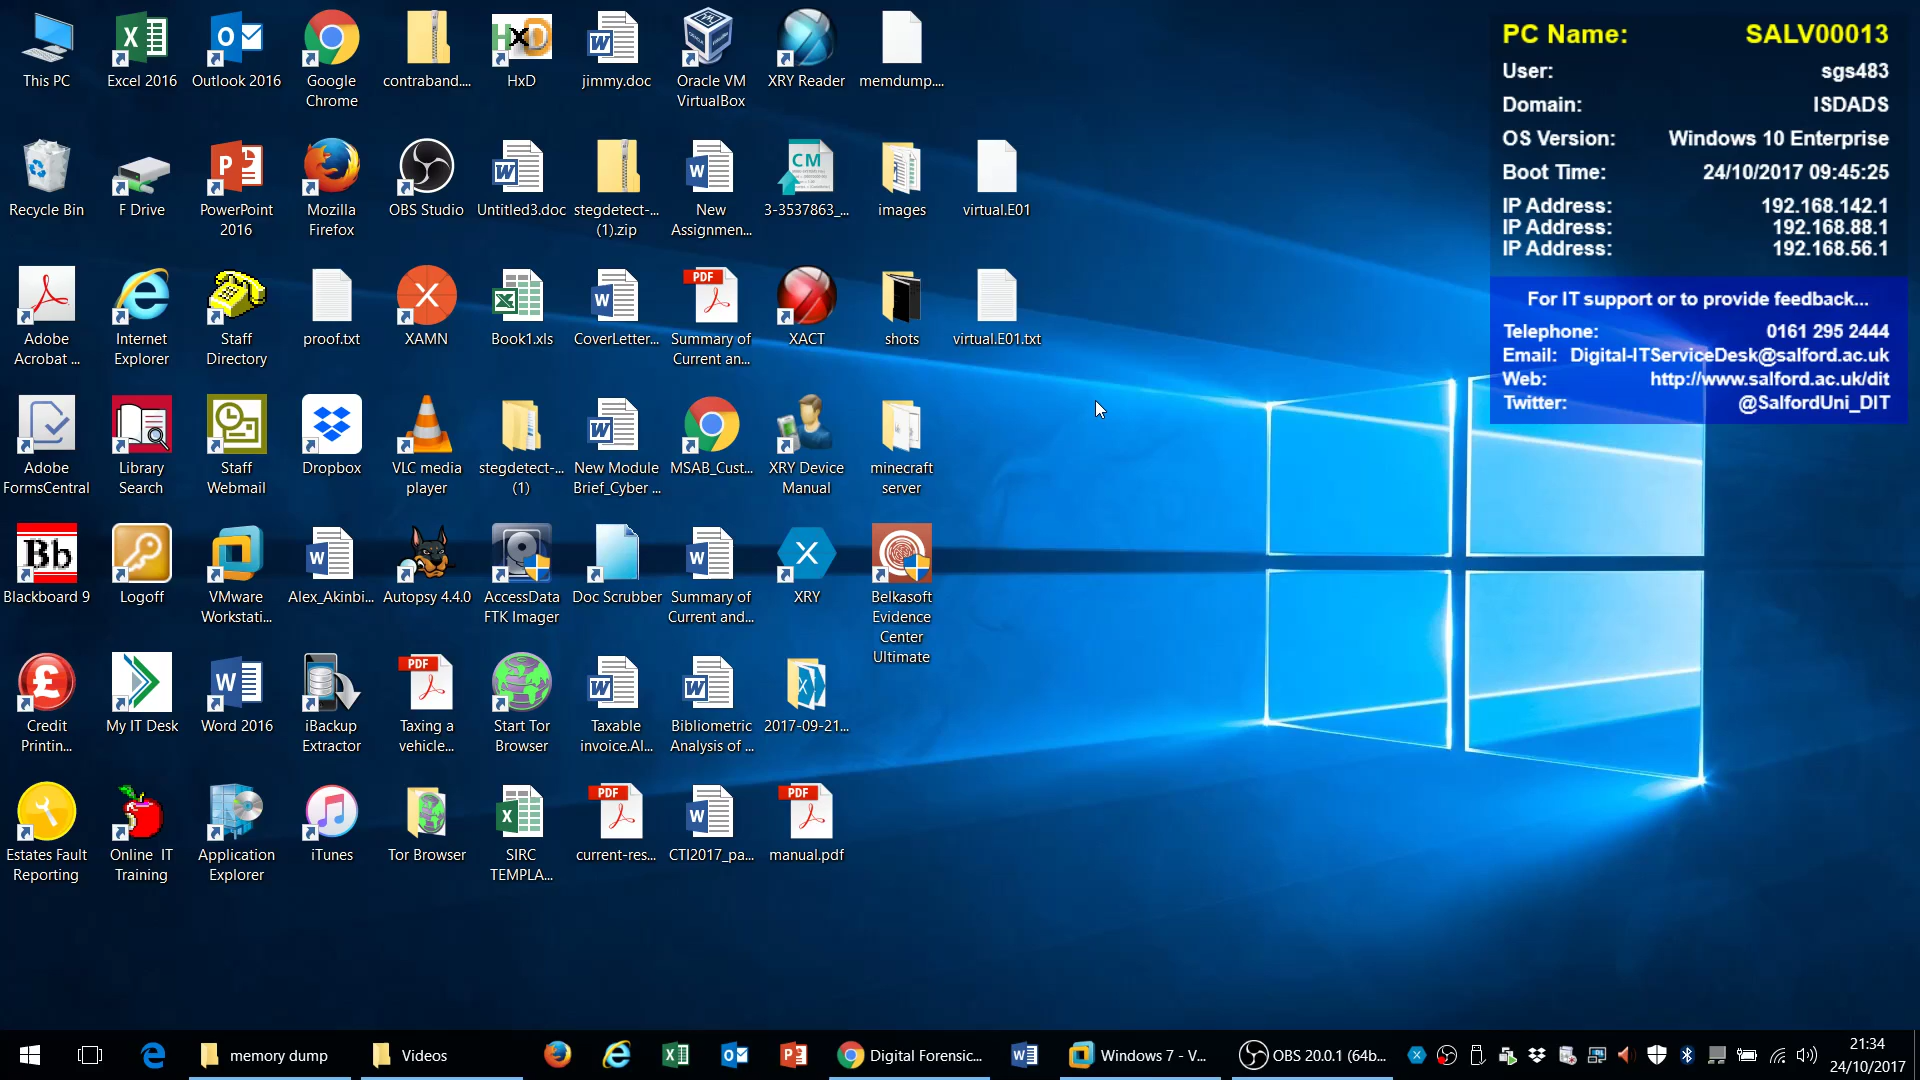 This PC
Excel 2016
Outlook 2016
Google
Chrome
contraband....
HxD
HxD
jimmy.doc
Oracle VM
VirtualBox
XRY Reader
memdump....
Recycle Bin
F Drive
PowerPoint
2016
Mozilla
Firefox
OBS Studio
Untitled3.doc
stegdetect-...
(1).zip
New
Assignmen...
CM
3-3537863_...
images
virtual.E01
Adobe
Acrobat ...
Internet
Explorer
Staff
Directory
proof.txt
XAMN
Book1.xls
CoverLetter...
PDF
Summary of
Current an...
XACT
shots
virtual.E01.txt
Adobe
FormsCentral
Library
Search
Staff
Webmail
Dropbox
VLC media
player
stegdetect-...
(1)
New Module
Brief_Cyber ...
MSAB_Cust...
XRY Device
Manual
minecraft
server
Bb
Blackboard 9
Logoff
VMware
Workstati...
Alex_Akinbi...
Autopsy 4.4.0
AccessData
FTK Imager
Doc Scrubber
Summary of
Current and...
XRY
Belkasoft
Evidence
Center
Ultimate
Credit
Printin...
My IT Desk
Word 2016
iBackup
Extractor
PDF
Taxing a
vehicle...
Start Tor
Browser
Taxable
invoice.Al...
Bibliometric
Analysis of ...
2017-09-21...
Estates Fault
Reporting
Online IT
Training
Application
Explorer
iTunes
Tor Browser
SIRC
TEMPLA...
PDF
current-res...
CTI2017_pa...
PDF
manual.pdf
PC Name: SALV00013
User: sgs483
Domain: ISDADS
OS Version: Windows 10 Enterprise
Boot Time: 24/10/2017 09:45:25
IP Address: 192.168.142.1
IP Address: 192.168.88.1
IP Address: 192.168.56.1
For IT support or to provide feedback...
Telephone: 0161 295 2444
Email: Digital-ITServiceDesk@salford.ac.uk
Web: http://www.salford.ac.uk/dit
Twitter: @SalfordUni_DIT
memory dump
Videos
Digital Forensic...
Windows 7 - V...
OBS 20.0.1 (64b...
21:34
24/10/2017